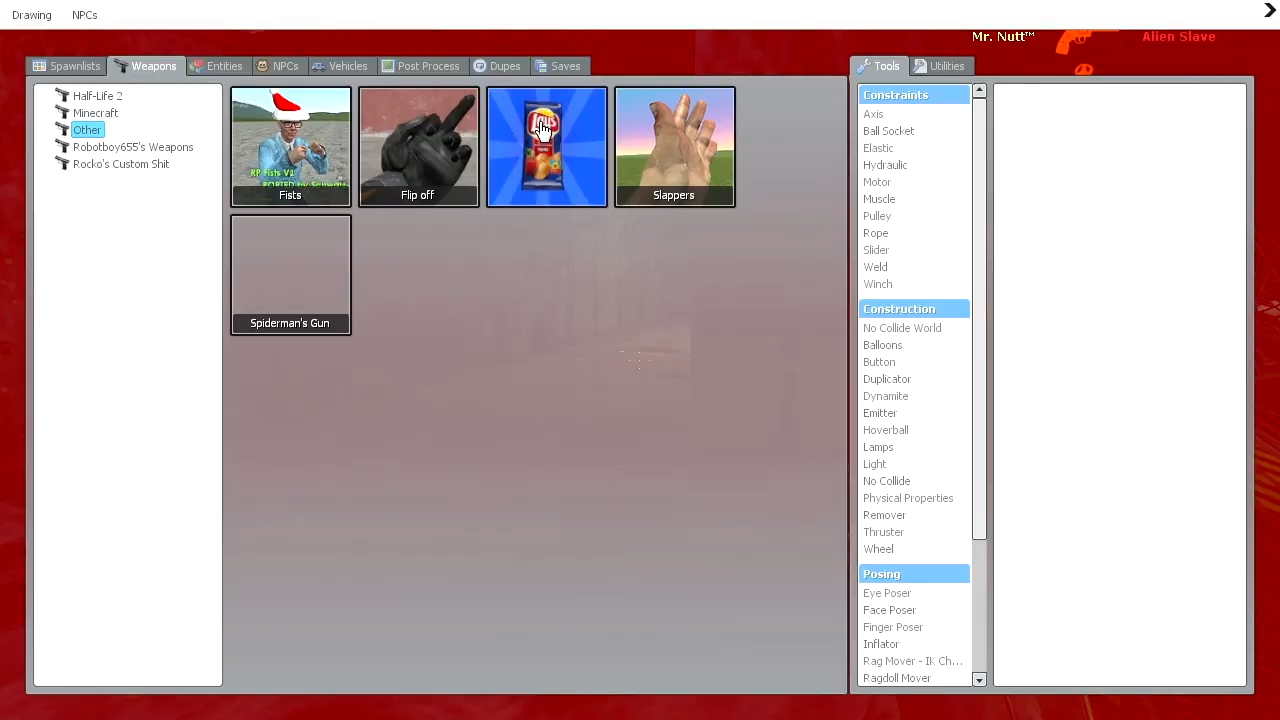 Drawing NPCs
Mr. Nutt™ Alien Slave
Spawnlists Weapons Entities NPCs Vehicles Post Process Dupes Saves
Tools Utilities
Half-Life 2
Minecraft
Other
Robotboy655's Weapons
Rocko's Custom Shit
RP Fists V1
Fists
Flip off
Lay's
Slappers
Spiderman's Gun
Constraints
Axis
Ball Socket
Elastic
Hydraulic
Motor
Muscle
Pulley
Rope
Slider
Weld
Winch
Construction
No Collide World
Balloons
Button
Duplicator
Dynamite
Emitter
Hoverball
Lamps
Light
No Collide
Physical Properties
Remover
Thruster
Wheel
Posing
Eye Poser
Face Poser
Finger Poser
Inflator
Rag Mover - IK Ch...
Ragdoll Mover